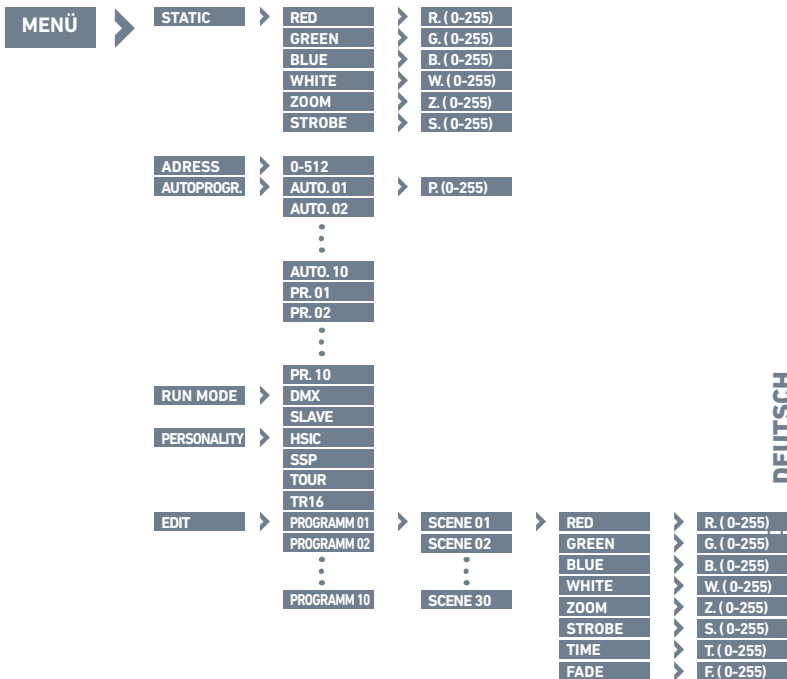 MENÜ STATIC RED R. ( 0-255)
GREEN G. ( 0-255)
BLUE B. ( 0-255)
WHITE W. ( 0-255)
ZOOM Z. ( 0-255)
STROBE S. ( 0-255)
ADRESS 0-512
AUTOPROGR. AUTO. 01 P. (0-255)
AUTO. 02
AUTO. 10
PR. 01
PR. 02
PR. 10
RUN MODE DMX
SLAVE
PERSONALITY HSIC
SSP
TOUR
TR16
EDIT PROGRAMM 01 SCENE 01 RED R. ( 0-255)
PROGRAMM 02 SCENE 02 GREEN G. ( 0-255)
BLUE B. ( 0-255)
WHITE W. ( 0-255)
PROGRAMM 10 SCENE 30 ZOOM Z. ( 0-255)
STROBE S. ( 0-255)
TIME T. ( 0-255)
FADE F. ( 0-255)
DEUTSCH